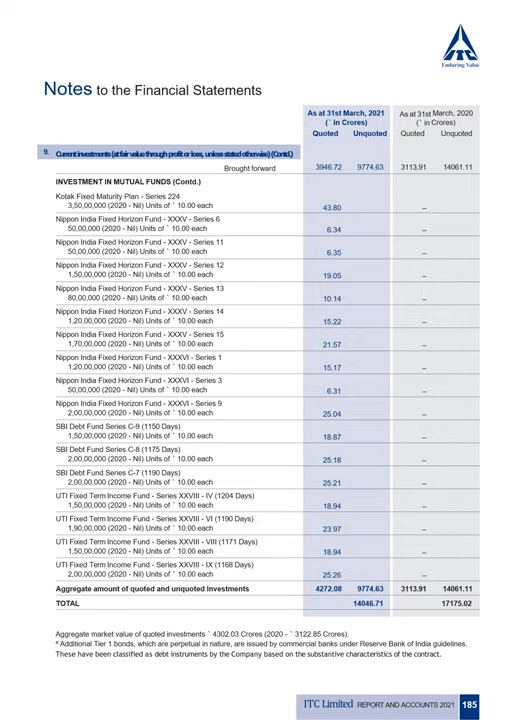 ITC
Enduring Value
Notes to the Financial Statements
As at 31st March, 2021 As at 31st March, 2020
(` in Crores) (` in Crores)
Quoted Unquoted Quoted Unquoted
9. Current investments (at fair value through profit or loss, unless stated otherwise) (Contd.)
Brought forward 3946.72 9774.63 3113.91 14061.11
INVESTMENT IN MUTUAL FUNDS (Contd.)
Kotak Fixed Maturity Plan - Series 224
3,50,00,000 (2020 - Nil) Units of ` 10.00 each 43.80 –
Nippon India Fixed Horizon Fund - XXXV - Series 6
50,00,000 (2020 - Nil) Units of ` 10.00 each 6.34 –
Nippon India Fixed Horizon Fund - XXXV - Series 11
50,00,000 (2020 - Nil) Units of ` 10.00 each 6.35 –
Nippon India Fixed Horizon Fund - XXXV - Series 12
1,50,00,000 (2020 - Nil) Units of ` 10.00 each 19.05 –
Nippon India Fixed Horizon Fund - XXXV - Series 13
80,00,000 (2020 - Nil) Units of ` 10.00 each 10.14 –
Nippon India Fixed Horizon Fund - XXXV - Series 14
1,20,00,000 (2020 - Nil) Units of ` 10.00 each 15.22 –
Nippon India Fixed Horizon Fund - XXXV - Series 15
1,70,00,000 (2020 - Nil) Units of ` 10.00 each 21.57 –
Nippon India Fixed Horizon Fund - XXXVI - Series 1
1,20,00,000 (2020 - Nil) Units of ` 10.00 each 15.17 –
Nippon India Fixed Horizon Fund - XXXVI - Series 3
50,00,000 (2020 - Nil) Units of ` 10.00 each 6.31 –
Nippon India Fixed Horizon Fund - XXXVI - Series 9
2,00,00,000 (2020 - Nil) Units of ` 10.00 each 25.04 –
SBI Debt Fund Series C-9 (1150 Days)
1,50,00,000 (2020 - Nil) Units of ` 10.00 each 18.87 –
SBI Debt Fund Series C-8 (1175 Days)
2,00,00,000 (2020 - Nil) Units of ` 10.00 each 25.18 –
SBI Debt Fund Series C-7 (1190 Days)
2,00,00,000 (2020 - Nil) Units of ` 10.00 each 25.21 –
UTI Fixed Term Income Fund - Series XXVIII - IV (1204 Days)
1,50,00,000 (2020 - Nil) Units of ` 10.00 each 18.94 –
UTI Fixed Term Income Fund - Series XXVIII - VI (1190 Days)
1,90,00,000 (2020 - Nil) Units of ` 10.00 each 23.97 –
UTI Fixed Term Income Fund - Series XXVIII - VIII (1171 Days)
1,50,00,000 (2020 - Nil) Units of ` 10.00 each 18.94 –
UTI Fixed Term Income Fund - Series XXVIII - IX (1168 Days)
2,00,00,000 (2020 - Nil) Units of ` 10.00 each 25.26 –
Aggregate amount of quoted and unquoted Investments 4272.08 9774.63 3113.91 14061.11
TOTAL 14046.71 17175.02
Aggregate market value of quoted investments ` 4302.03 Crores (2020 - ` 3122.85 Crores).
# Additional Tier 1 bonds, which are perpetual in nature, are issued by commercial banks under Reserve Bank of India guidelines.
These have been classified as debt instruments by the Company based on the substantive characteristics of the contract.
ITC Limited REPORT AND ACCOUNTS 2021 185